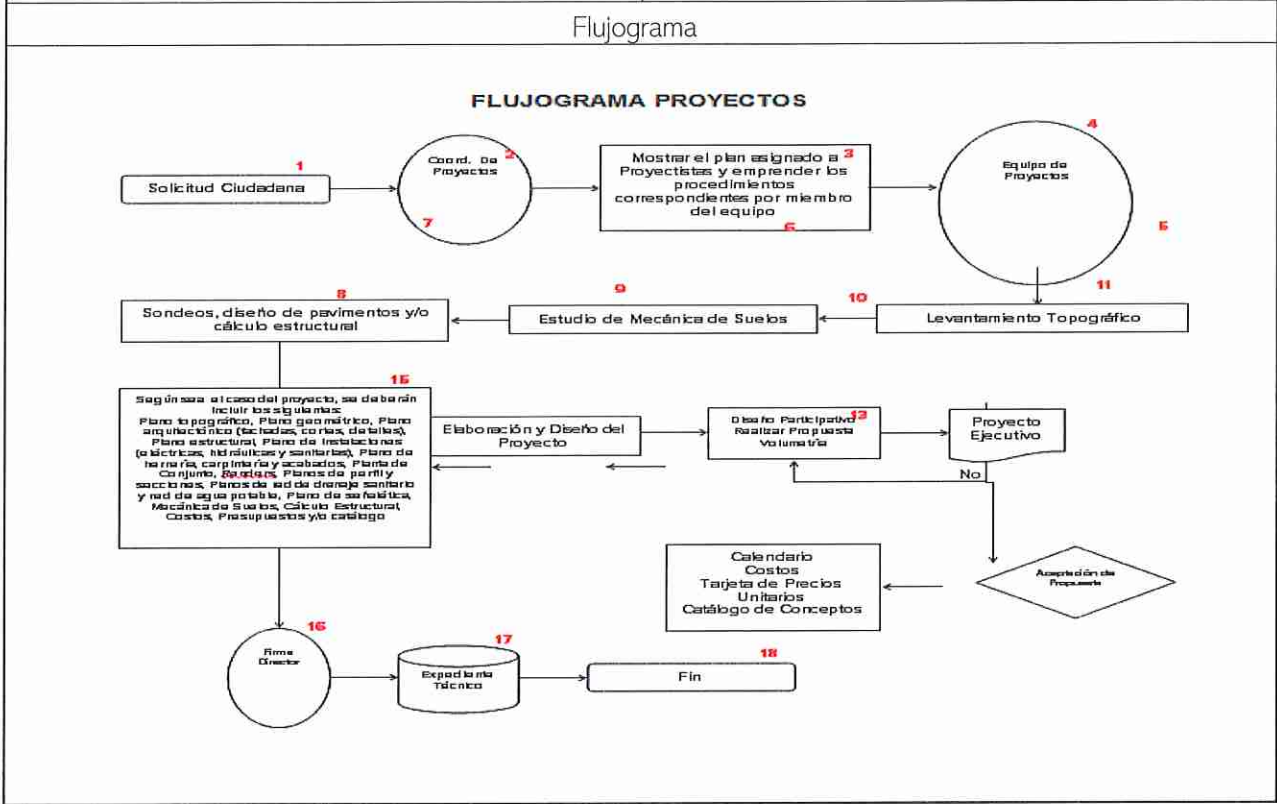 Flujograma
FLUJOGRAMA PROYECTOS
1
Solicitud Ciudadana
2
Coord. De
Proyectos
7
3
Mostrar el plan asignado a
Proyectistas y emprender los
procedimientos
correspondientes por miembro
del equipo
6
4
Equipo de
Proyectos
5
8
Sondeos, diseño de pavimentos y/o
cálculo estructural
9
Estudio de Mecánica de Suelos
10
11
Levantamiento Topográfico
15
Según sea el caso del proyecto, se deberán
incluir los siguientes:
Plano topográfico, Plano geométrico, Plano
arquitectónico (fachadas, cortes, detalles),
Plano estructural, Plano de Instalaciones
(eléctricas, hidráulicas y sanitarias), Plano de
herrería, carpintería y acabados, Planta de
Conjunto, Renders, Planos de perfil y
secciones, Planos de red de drenaje sanitario
y red de agua potable, Plano de señalética,
Mecánica de Suelos, Cálculo Estructural,
Costos, Presupuestos y/o catálogo
Elaboración y Diseño del
Proyecto
13
Diseño Participativo
Realizar Propuesta
Volumetría
Proyecto
Ejecutivo
No
Calendario
Costos
Tarjeta de Precios
Unitarios
Catálogo de Conceptos
Aceptación de
Propuesta
16
Firma
Director
17
Expediente
Técnico
18
Fin